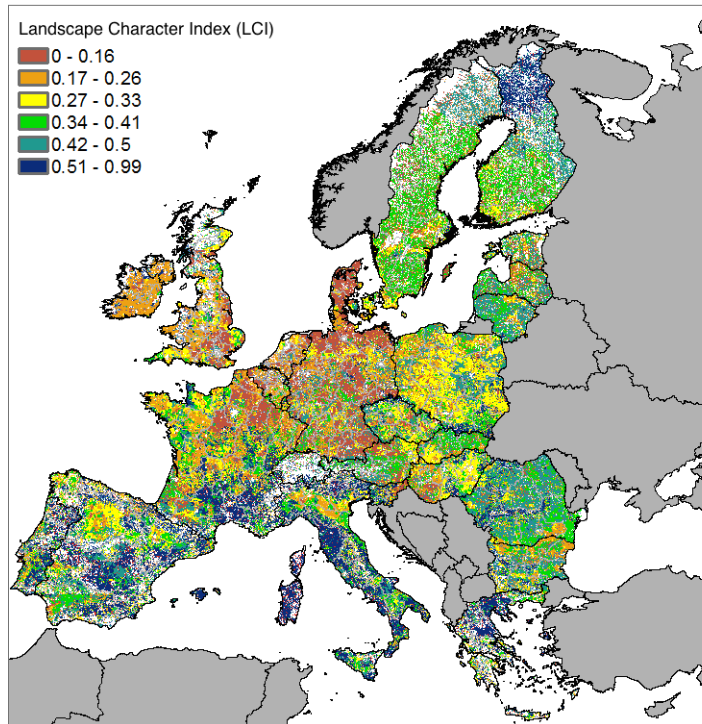 Landscape Character Index (LCI)
0 - 0.16
0.17 - 0.26
0.27 - 0.33
0.34 - 0.41
0.42 - 0.5
0.51 - 0.99